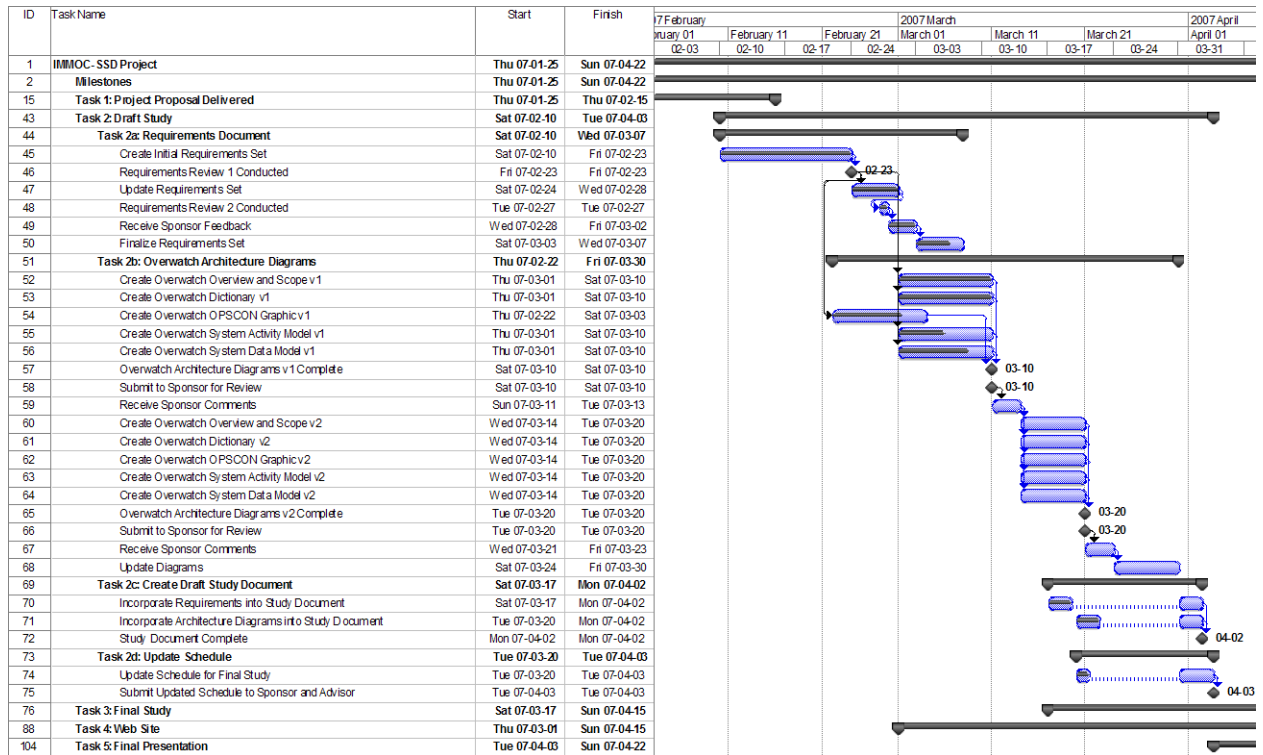 ID Task Name Start Finish
07 February 2007 March 2007 April
bruary 01 February 11 February 21 March 01 March 11 March 21 April 01
02-03 02-10 02-17 02-24 03-03 03-10 03-17 03-24 03-31
1 IMMOC- SSD Project Thu 07-01-25 Sun 07-04-22
2 Milestones Thu 07-01-25 Sun 07-04-22
15 Task 1: Project Proposal Delivered Thu 07-01-25 Thu 07-02-15
43 Task 2: Draft Study Sat 07-02-10 Tue 07-04-03
44 Task 2a: Requirements Document Sat 07-02-10 Wed 07-03-07
45 Create Initial Requirements Set Sat 07-02-10 Fri 07-02-23
46 Requirements Review 1 Conducted Fri 07-02-23 Fri 07-02-23 02-23
47 Update Requirements Set Sat 07-02-24 Wed 07-02-28
48 Requirements Review 2 Conducted Tue 07-02-27 Tue 07-02-27
49 Receive Sponsor Feedback Wed 07-02-28 Fri 07-03-02
50 Finalize Requirements Set Sat 07-03-03 Wed 07-03-07
51 Task 2b: Overwatch Architecture Diagrams Thu 07-02-22 Fri 07-03-30
52 Create Overwatch Overview and Scope v1 Thu 07-03-01 Sat 07-03-10
53 Create Overwatch Dictionary v1 Thu 07-03-01 Sat 07-03-10
54 Create Overwatch OPSCON Graphic v1 Thu 07-02-22 Sat 07-03-03
55 Create Overwatch System Activity Model v1 Thu 07-03-01 Sat 07-03-10
56 Create Overwatch System Data Model v1 Thu 07-03-01 Sat 07-03-10
57 Overwatch Architecture Diagrams v1 Complete Sat 07-03-10 Sat 07-03-10 03-10
58 Submit to Sponsor for Review Sat 07-03-10 Sat 07-03-10 03-10
59 Receive Sponsor Comments Sun 07-03-11 Tue 07-03-13
60 Create Overwatch Overview and Scope v2 Wed 07-03-14 Tue 07-03-20
61 Create Overwatch Dictionary v2 Wed 07-03-14 Tue 07-03-20
62 Create Overwatch OPSCON Graphic v2 Wed 07-03-14 Tue 07-03-20
63 Create Overwatch System Activity Model v2 Wed 07-03-14 Tue 07-03-20
64 Create Overwatch System Data Model v2 Wed 07-03-14 Tue 07-03-20
65 Overwatch Architecture Diagrams v2 Complete Tue 07-03-20 Tue 07-03-20 03-20
66 Submit to Sponsor for Review Tue 07-03-20 Tue 07-03-20 03-20
67 Receive Sponsor Comments Wed 07-03-21 Fri 07-03-23
68 Update Diagrams Sat 07-03-24 Fri 07-03-30
69 Task 2c: Create Draft Study Document Sat 07-03-17 Mon 07-04-02
70 Incorporate Requirements into Study Document Sat 07-03-17 Mon 07-04-02
71 Incorporate Architecture Diagrams into Study Document Tue 07-03-20 Mon 07-04-02
72 Study Document Complete Mon 07-04-02 Mon 07-04-02 04-02
73 Task 2d: Update Schedule Tue 07-03-20 Tue 07-04-03
74 Update Schedule for Final Study Tue 07-03-20 Tue 07-04-03
75 Submit Updated Schedule to Sponsor and Advisor Tue 07-04-03 Tue 07-04-03 04-03
76 Task 3: Final Study Sat 07-03-17 Sun 07-04-15
88 Task 4: Web Site Thu 07-03-01 Sun 07-04-15
104 Task 5: Final Presentation Tue 07-04-03 Sun 07-04-22